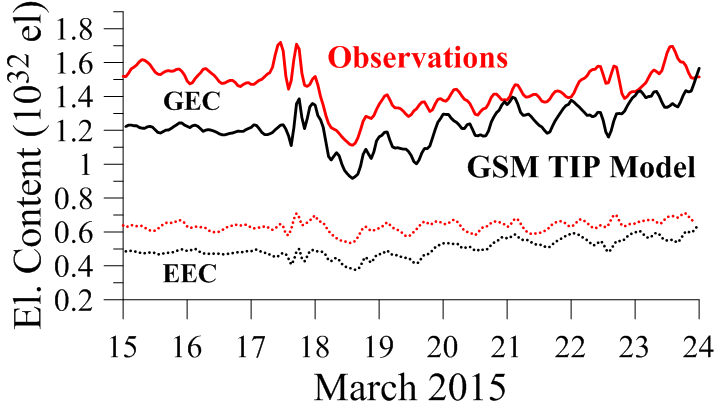 El. Content (10³² el)
1.8
1.6
1.4
1.2
1
0.8
0.6
0.4
0.2
Observations
GEC
GSM TIP Model
EEC
15 16 17 18 19 20 21 22 23 24
March 2015